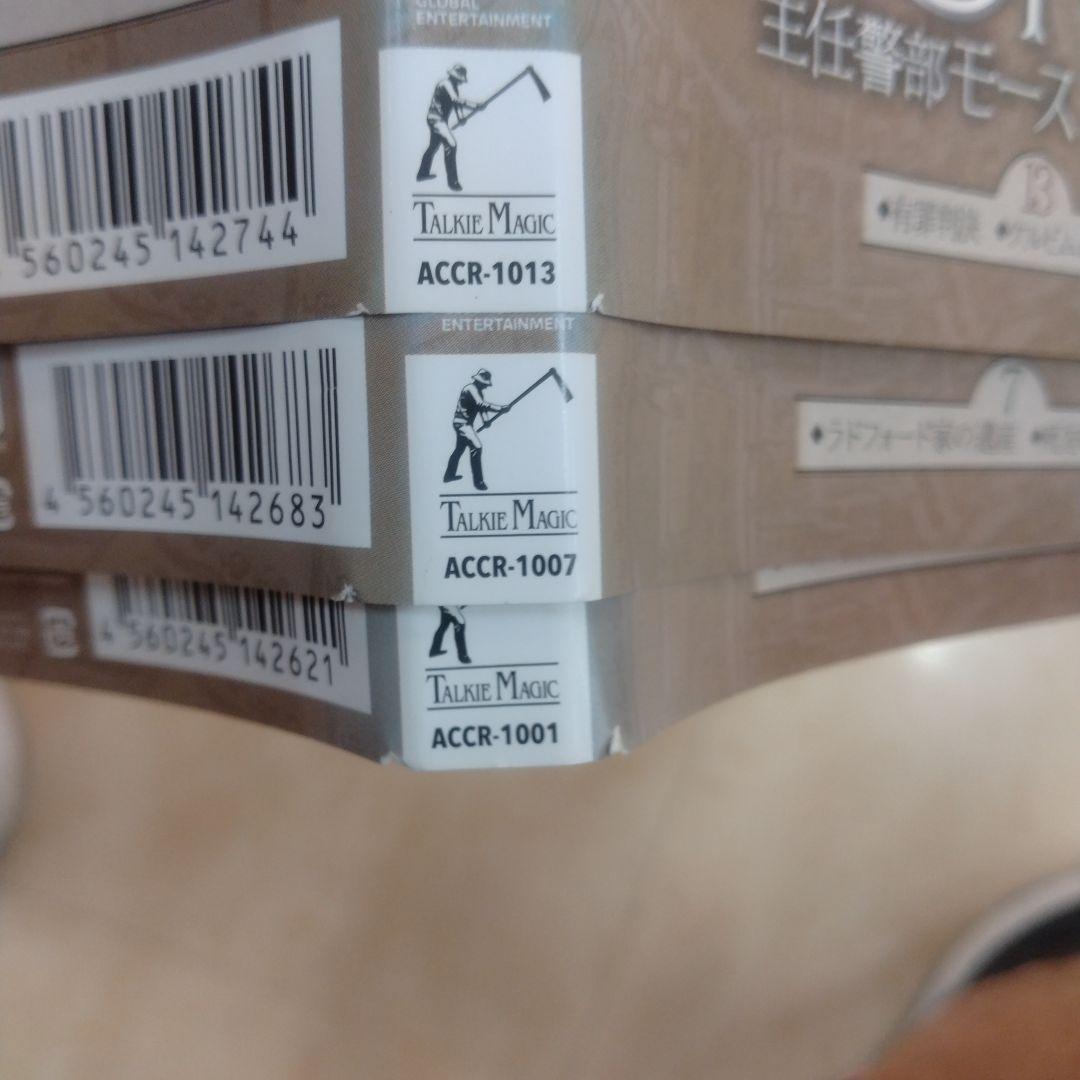 GLOBAL
ENTERTAINMENT
主任警部モース
560245 142744
TALKIE MAGIC
ACCR-1013
13
◆有罪判決
ENTERTAINMENT
4 560245 142683
TALKIE MAGIC
ACCR-1007
7
◆ラドフォード家の遺産
4 560245 142621
TALKIE MAGIC
ACCR-1001